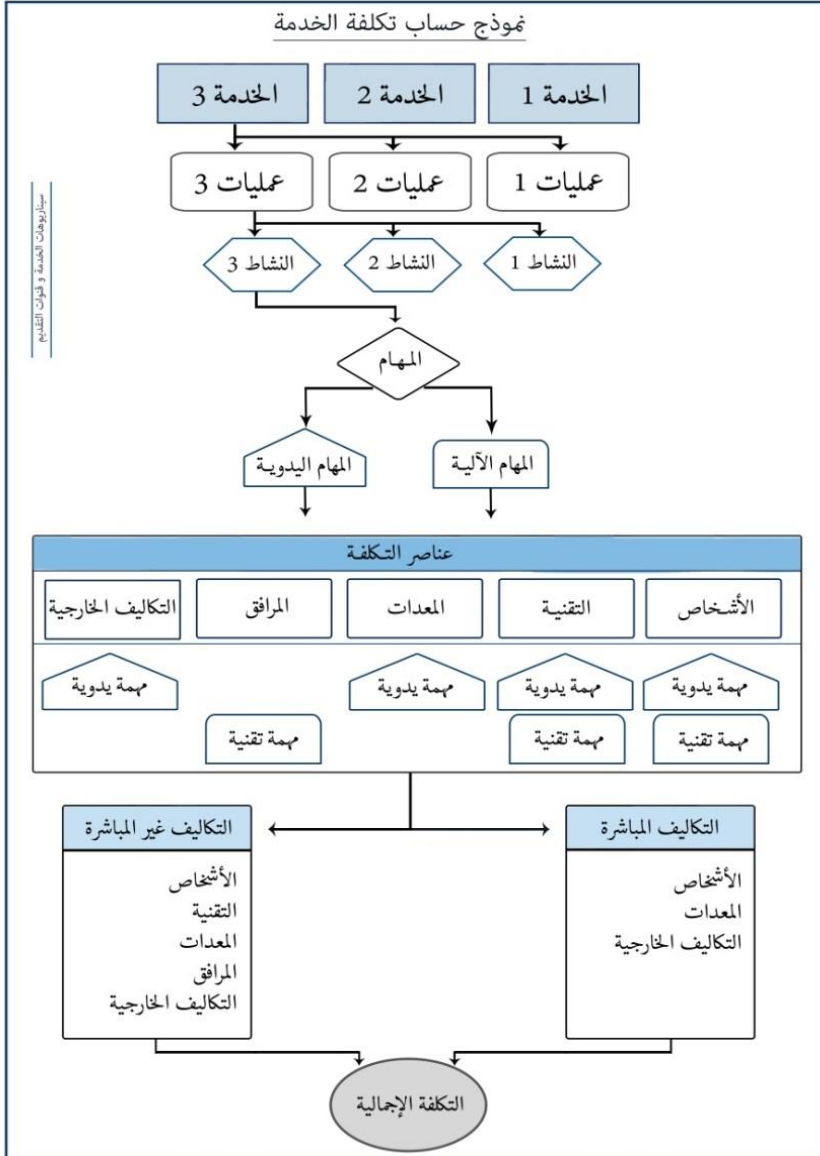 نموذج حساب تكلفة الخدمة
الخدمة 1
الخدمة 2
الخدمة 3
عمليات 1
عمليات 2
عمليات 3
سيناريوهات الخدمة و قنوات التقديم
النشاط 1
النشاط 2
النشاط 3
المهام
المهام الآلية
المهام اليدوية
عناصر التكلفة
الأشخاص
التقنية
المعدات
المرافق
التكاليف الخارجية
مهمة يدوية
مهمة يدوية
مهمة يدوية
مهمة يدوية
مهمة تقنية
مهمة تقنية
مهمة تقنية
التكاليف المباشرة
الأشخاص
المعدات
التكاليف الخارجية
التكاليف غير المباشرة
الأشخاص
التقنية
المعدات
المرافق
التكاليف الخارجية
التكلفة الإجمالية